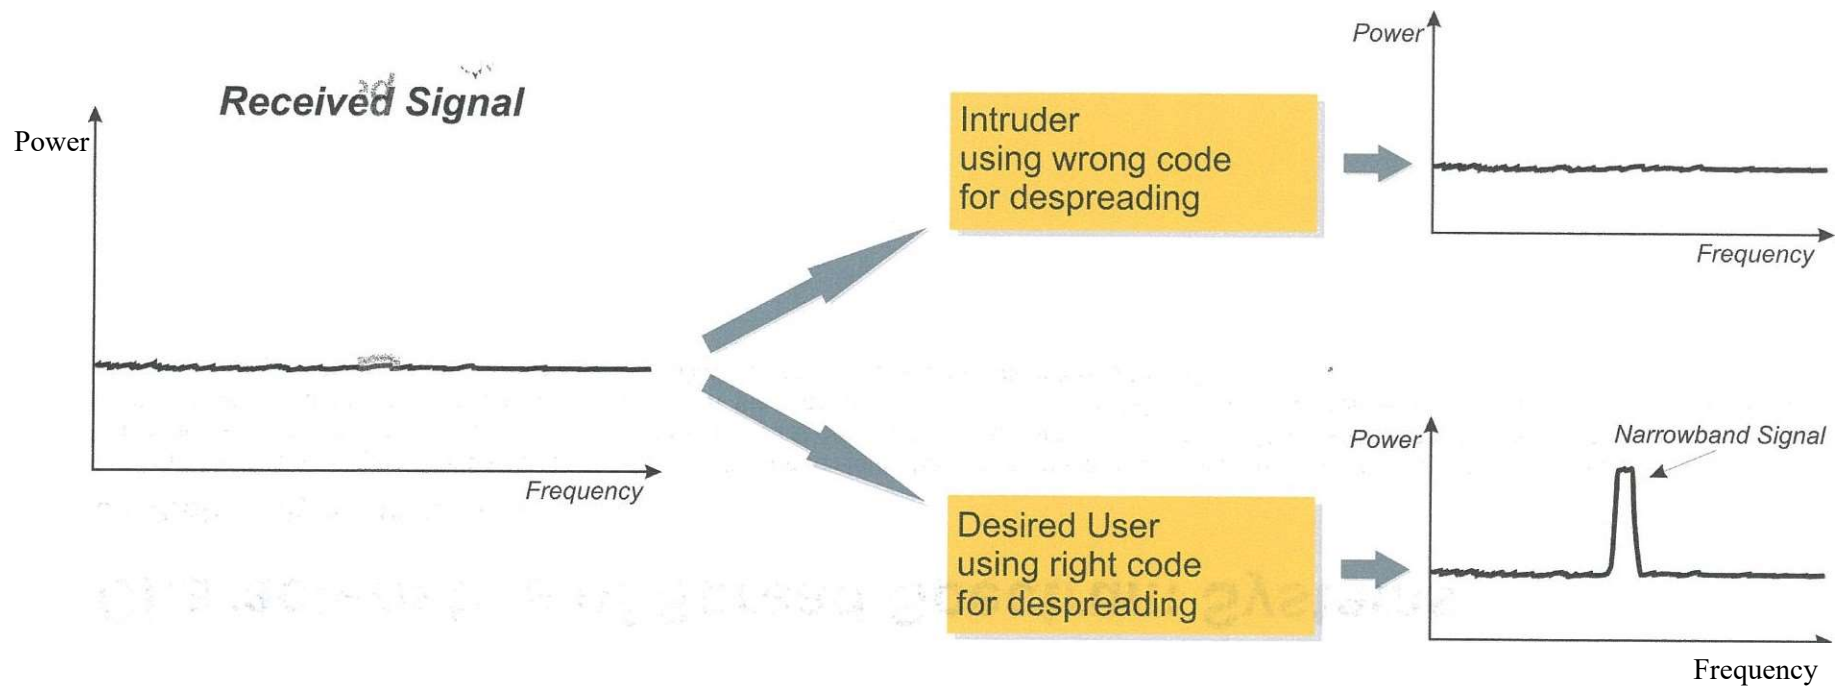 Received Signal
Power
Frequency
Intruder
using wrong code
for despreading
Power
Frequency
Desired User
using right code
for despreading
Power
Narrowband Signal
Frequency